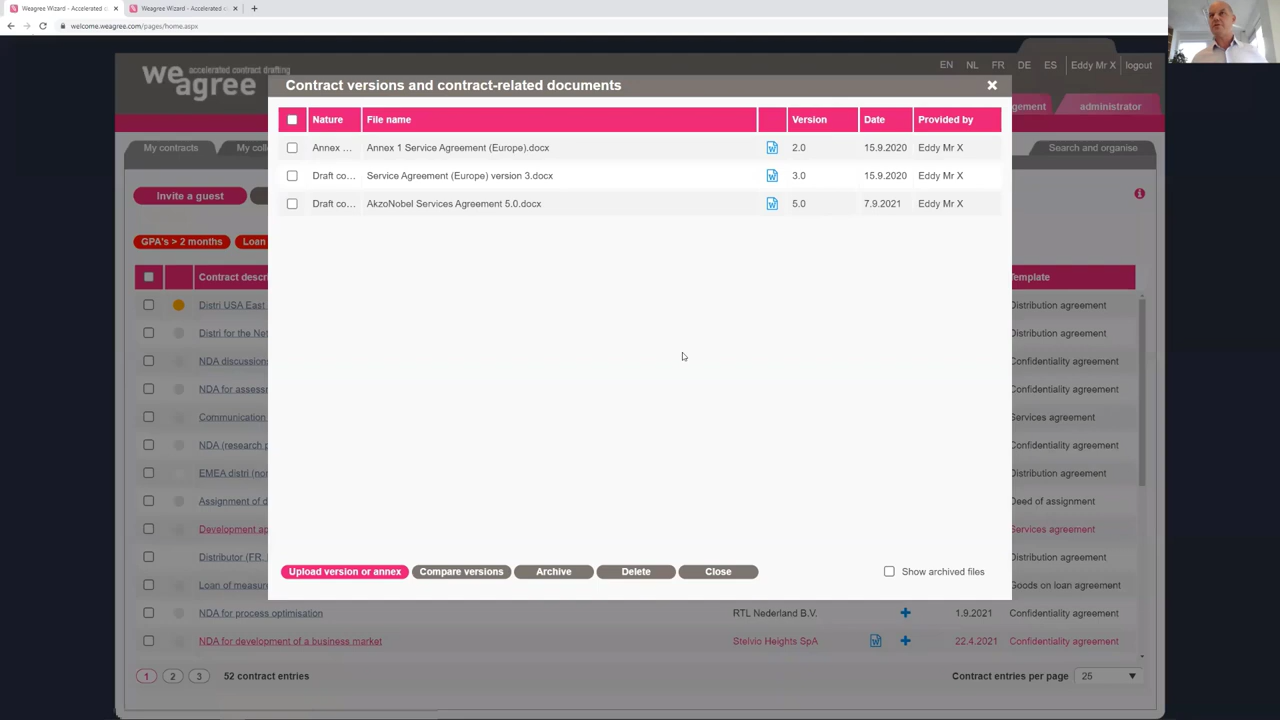 Weagree Wizard - Accelerated c
Weagree Wizard - Accelerated c
welcome.weagree.com/pages/home.aspx
we agree
accelerated contract drafting
EN NL FR DE ES Eddy Mr X logout
administrator
My contracts
Search and organise
Invite a guest
GPA's > 2 months
Loan
Contract descr
Template
Distri USA East
Distribution agreement
Distri for the Net
Distribution agreement
NDA discussions
Confidentiality agreement
NDA for assess
Confidentiality agreement
Communication
Services agreement
NDA (research p
Confidentiality agreement
EMEA distri (nor
Distribution agreement
Assignment of d
Deed of assignment
Development ap
Services agreement
Distributor (FR,
Distribution agreement
Loan of measur
Goods on loan agreement
NDA for process optimisation RTL Nederland B.V. 1.9.2021 Confidentiality agreement
NDA for development of a business market Stelvio Heights SpA 22.4.2021 Confidentiality agreement
1 2 3 52 contract entries Contract entries per page 25
Contract versions and contract-related documents
Nature File name Version Date Provided by
Annex ... Annex 1 Service Agreement (Europe).docx 2.0 15.9.2020 Eddy Mr X
Draft co... Service Agreement (Europe) version 3.docx 3.0 15.9.2020 Eddy Mr X
Draft co... AkzoNobel Services Agreement 5.0.docx 5.0 7.9.2021 Eddy Mr X
Upload version or annex Compare versions Archive Delete Close Show archived files